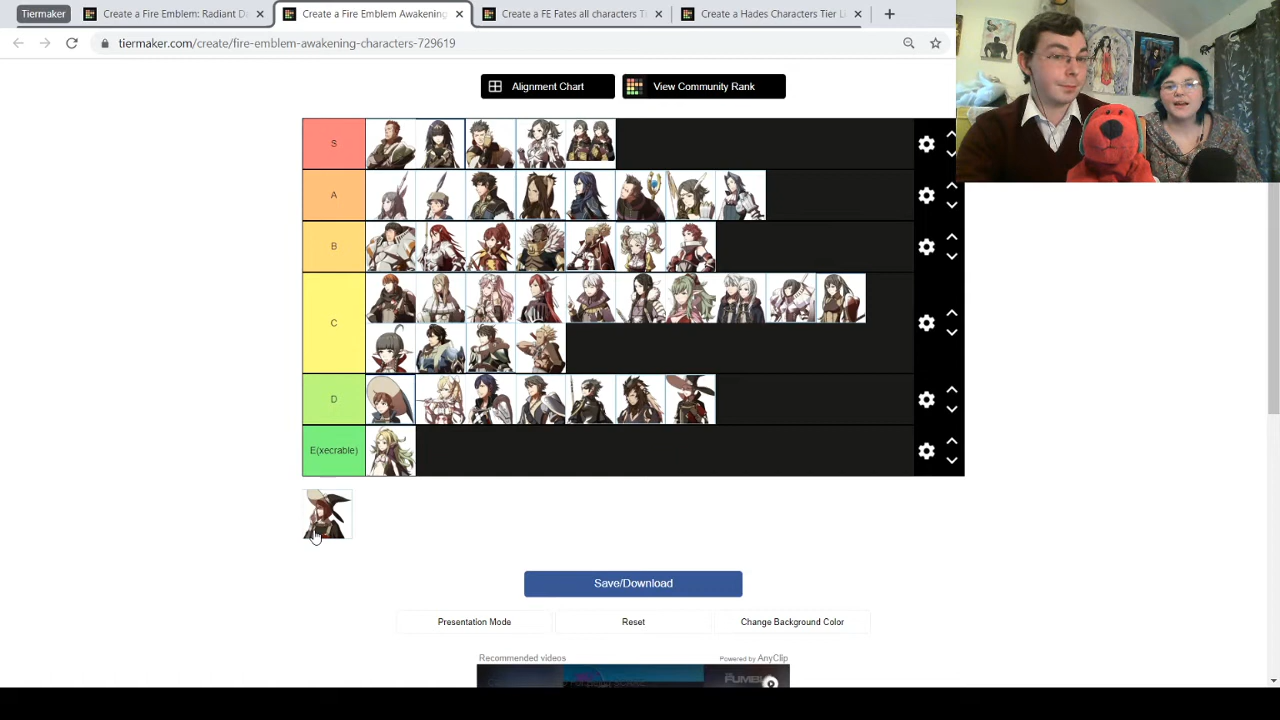 Tiermaker
Create a Fire Emblem: Radiant D
Create a Fire Emblem Awakening
Create a FE Fates all characters T
Create a Hades Characters Tier Li
tiermaker.com/create/fire-emblem-awakening-characters-729619
Alignment Chart
View Community Rank
S
A
B
C
D
E(xecrable)
Save/Download
Presentation Mode
Reset
Change Background Color
Recommended videos
Powered by AnyClip